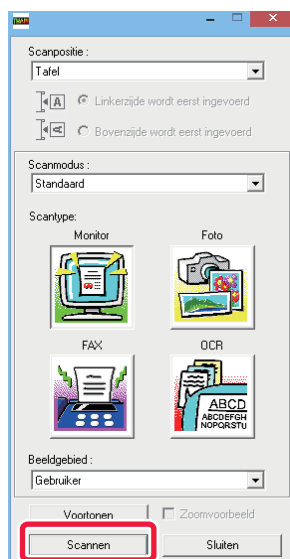 Scanpositie :
Tafel
A Linkerzijde wordt eerst ingevoerd
A Bovenzijde wordt eerst ingevoerd
Scanmodus :
Standaard
Scantype:
Monitor Foto
FAX OCR
ABCD
ABCDEFGH
NOPQRSTU
Beeldgebied :
Gebruiker
Voortonen Zoomvoorbeeld
Scannen Sluiten